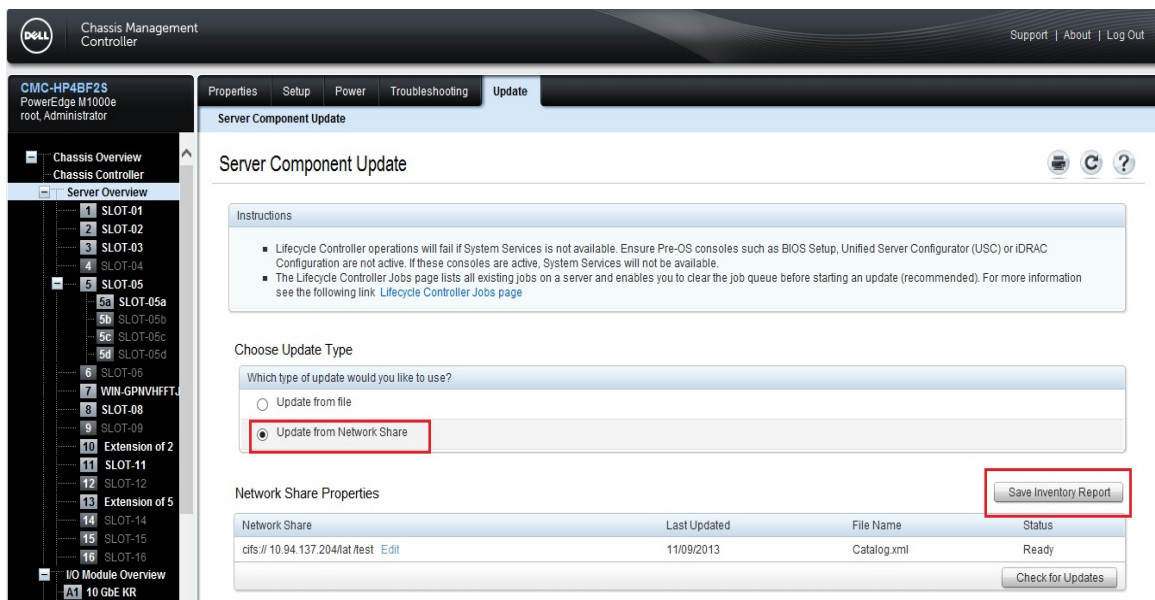 DELL
Chassis Management
Controller
Support | About | Log Out
CMC-HP4BF2S
PowerEdge M1000e
root, Administrator
Properties Setup Power Troubleshooting Update
Server Component Update
Chassis Overview
Chassis Controller
Server Overview
1 SLOT-01
2 SLOT-02
3 SLOT-03
4 SLOT-04
5 SLOT-05
5a SLOT-05a
5b SLOT-05b
5c SLOT-05c
5d SLOT-05d
6 SLOT-06
7 WIN-GPNVHFFTJ
8 SLOT-08
9 SLOT-09
10 Extension of 2
11 SLOT-11
12 SLOT-12
13 Extension of 5
14 SLOT-14
15 SLOT-15
16 SLOT-16
I/O Module Overview
A1 10 GbE KR
Server Component Update
Instructions
Lifecycle Controller operations will fail if System Services is not available. Ensure Pre-OS consoles such as BIOS Setup, Unified Server Configurator (USC) or iDRAC
Configuration are not active. If these consoles are active, System Services will not be available.
The Lifecycle Controller Jobs page lists all existing jobs on a server and enables you to clear the job queue before starting an update (recommended). For more information
see the following link Lifecycle Controller Jobs page
Choose Update Type
Which type of update would you like to use?
Update from file
Update from Network Share
Network Share Properties
Save Inventory Report
Network Share Last Updated File Name Status
cifs:// 10.94.137.204/lat /test Edit 11/09/2013 Catalog.xml Ready
Check for Updates